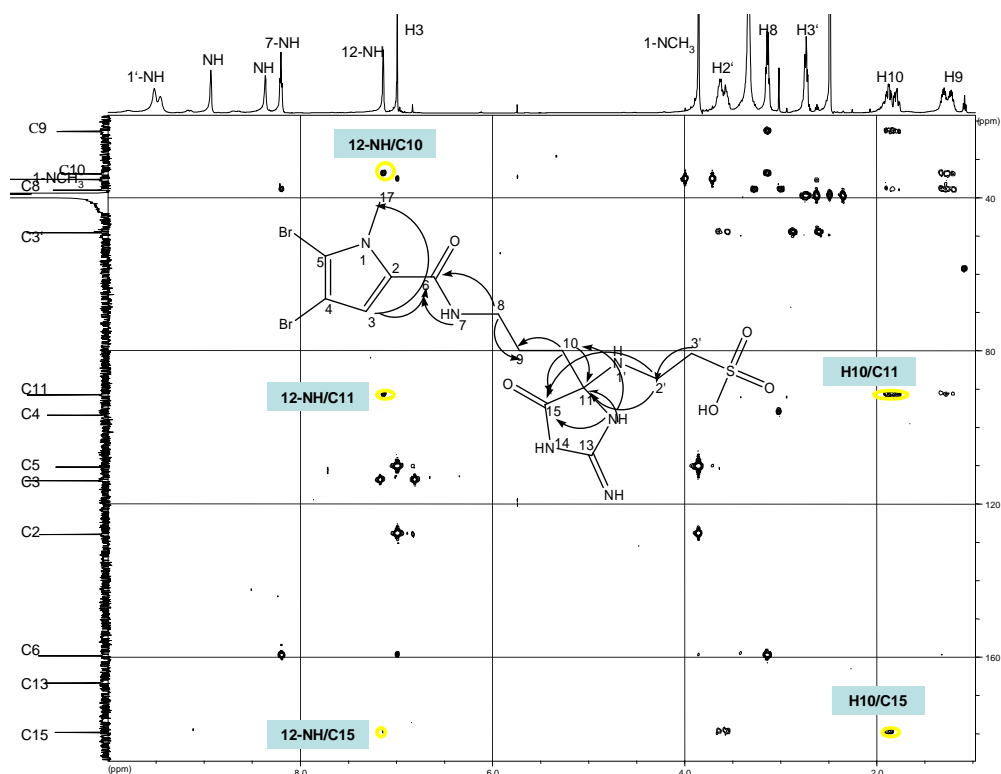 1'-NH
NH
NH
7-NH
12-NH
H3
1-NCH3
H2'
H8
H3'
H10
H9
(ppm)
C9
C10
1-NCH3
C8
C3'
C11
C4
C5
C3
C2
C6
C13
C15
40
80
120
160
12-NH/C10
12-NH/C11
12-NH/C15
H10/C11
H10/C15
17
Br
N
1
O
5
2
4
3
6
Br
N
H
7
8
9
10
H
N
1'
3'
2'
O
S
O
HO
O
11
15
NH
HN
14
13
NH
(ppm)
8.0
6.0
4.0
2.0